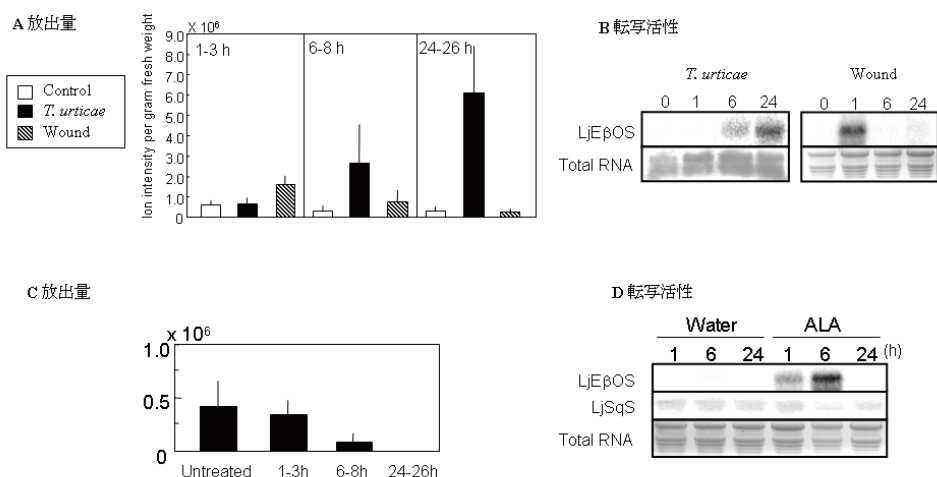 A 放出量
Control
T. urticae
Wound
Ion intensity per gram fresh weight
X 10⁶
9.0
8.0
7.0
6.0
5.0
4.0
3.0
2.0
1.0
0
1-3 h
6-8 h
24-26 h
B 転写活性
T. urticae
Wound
0 1 6 24
0 1 6 24
LjEβOS
Total RNA
C 放出量
x 10⁶
1.0
0.5
0
Untreated 1-3h 6-8h 24-26h
D 転写活性
Water ALA
1 6 24 1 6 24 (h)
LjEβOS
LjSqS
Total RNA